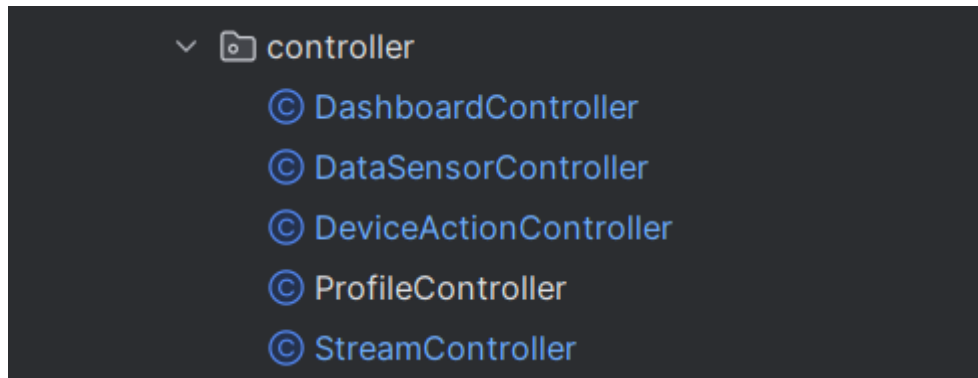 controller
DashboardController
DataSensorController
DeviceActionController
ProfileController
StreamController